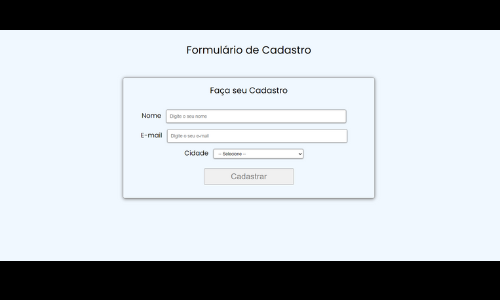 Formulário de Cadastro
Faça seu Cadastro
Nome Digite o seu nome
E-mail Digite o seu e-mail
Cidade -- Selecione --
Cadastrar